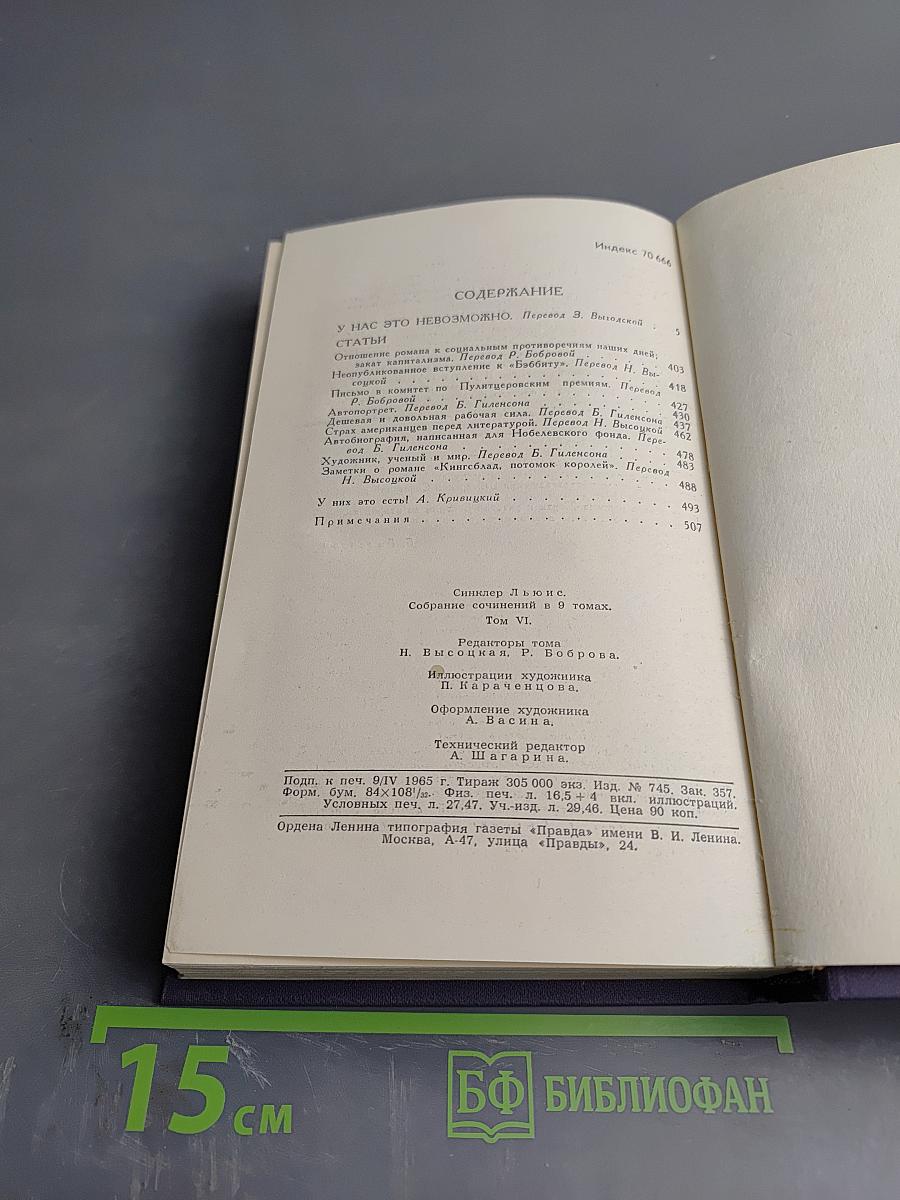 Индекс 70 666
СОДЕРЖАНИЕ
У НАС ЭТО НЕВОЗМОЖНО. Перевод З. Выгодской . 5
СТАТЬИ
Отношение романа к социальным противоречиям наших дней;
закат капитализма. Перевод Р. Бобровой . . . . . . 403
Неопубликованное вступление к «Бэббиту». Перевод Н. Вы-
соцкой . . . . . . . . . . . . . . . . 418
Письмо в комитет по Пулитцеровским премиям. Перевод
Р. Бобровой . . . . . . . . . . . . . . 427
Автопортрет. Перевод Б. Гиленсона . . . . . . . . 430
Дешевая и довольная рабочая сила. Перевод Б. Гиленсона 437
Страх американцев перед литературой. Перевод Н. Высоцкой 462
Автобиография, написанная для Нобелевского фонда. Пере-
вод Б. Гиленсона . . . . . . . . . . . . 478
Художник, ученый и мир. Перевод Б. Гиленсона . . . . 483
Заметки о романе «Кингсблад, потомок королей». Перевод
Н. Высоцкой . . . . . . . . . . . . . . 488
У них это есть! А. Кривицкий . . . . . . . . . . 493
Примечания . . . . . . . . . . . . . . . . 507
Синклер Льюис.
Собрание сочинений в 9 томах.
Том VI.
Редакторы тома
Н. Высоцкая, Р. Боброва.
Иллюстрации художника
П. Караченцова.
Оформление художника
А. Васина.
Технический редактор
А. Шагарина.
Подп. к печ. 9/IV 1965 г. Тираж 305 000 экз. Изд. № 745. Зак. 357.
Форм. бум. 84×108¹/₃₂. Физ. печ. л. 16,5 + 4 вкл. иллюстраций.
Условных печ. л. 27,47. Уч.-изд. л. 29,46. Цена 90 коп.
Ордена Ленина типография газеты «Правда» имени В. И. Ленина.
Москва, А-47, улица «Правды», 24.
15 см
БФ БИБЛИОФАН